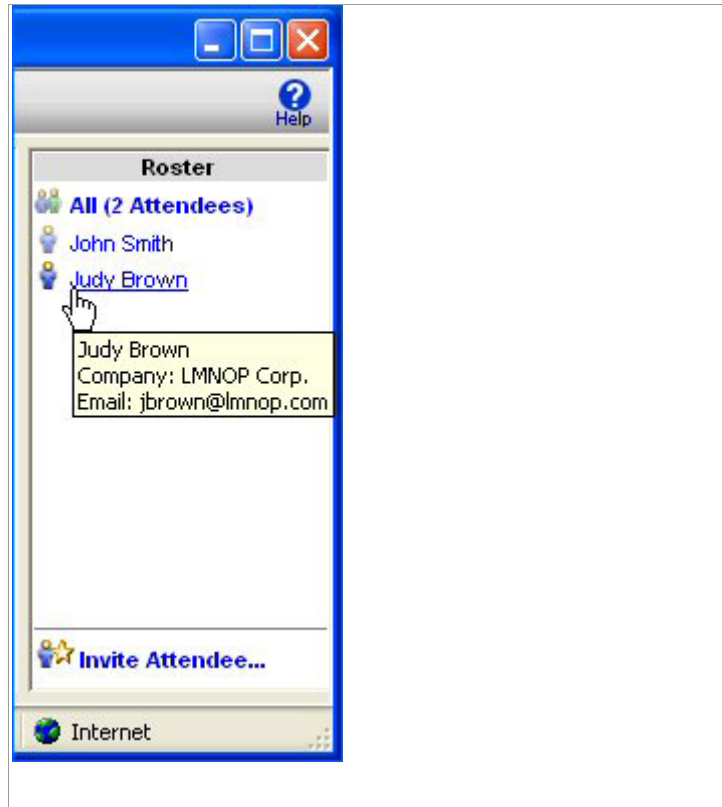 Help
Roster
All (2 Attendees)
John Smith
Judy Brown
Judy Brown
Company: LMNOP Corp.
Email: jbrown@lmnop.com
Invite Attendee...
Internet